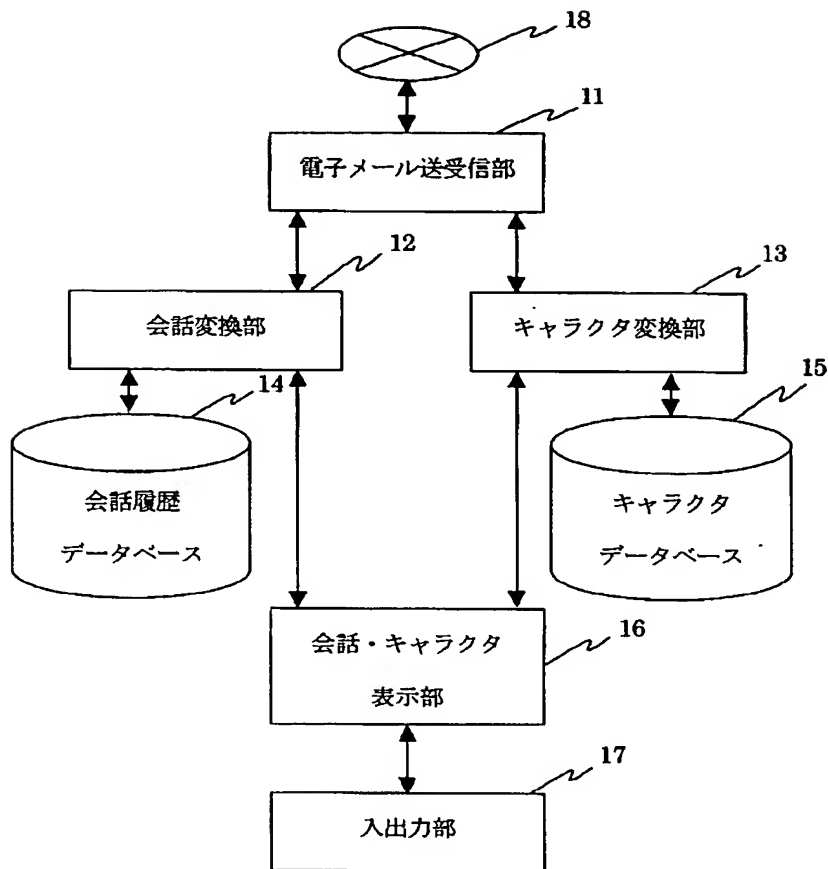 18
11
電子メール送受信部
12
13
会話変換部
キャラクタ変換部
14
15
会話履歴
データベース
キャラクタ
データベース
会話・キャラクタ
表示部
16
17
入出力部